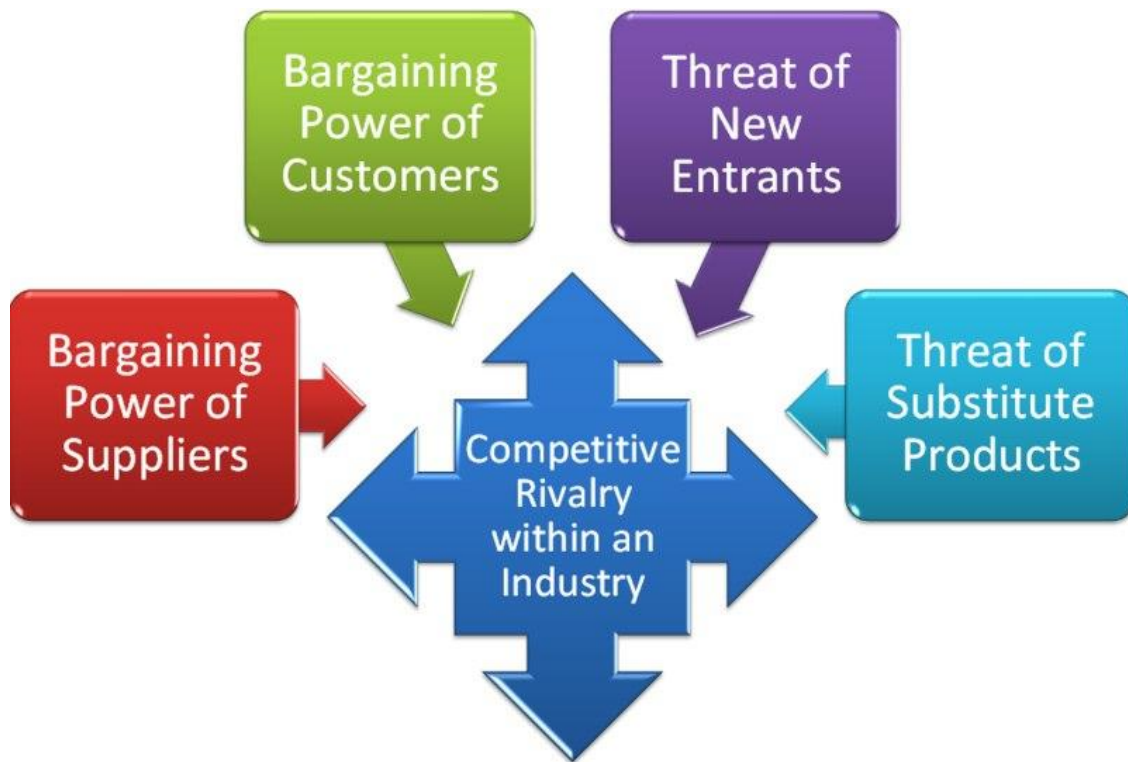 Bargaining
Power of
Customers
Threat of
New
Entrants
Bargaining
Power of
Suppliers
Threat of
Substitute
Products
Competitive
Rivalry
within an
Industry